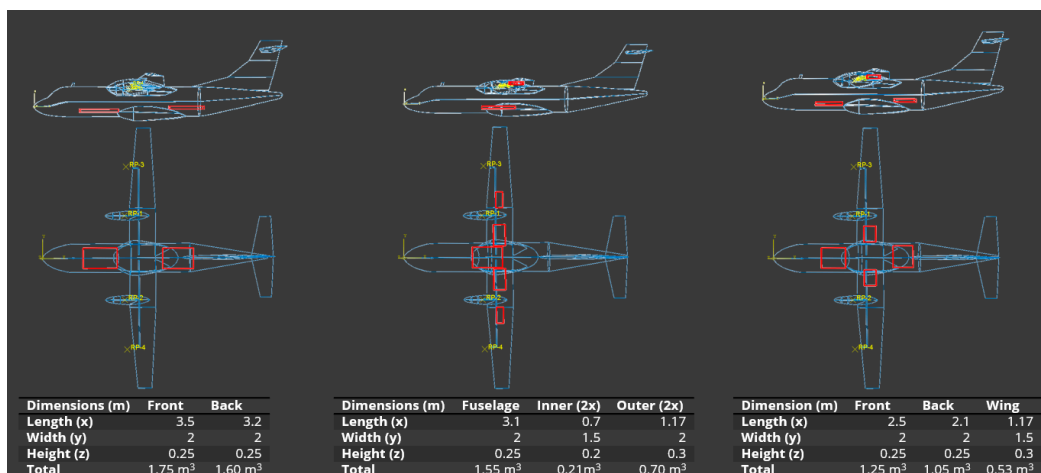 RP-3 RP-3 RP-3
RP-1 RP-1 RP-1
RP-2 RP-2 RP-2
RP-4 RP-4 RP-4
Dimensions (m) Front Back
Length (x) 3.5 3.2
Width (y) 2 2
Height (z) 0.25 0.25
Total 1.75 m³ 1.60 m³
Dimensions (m) Fuselage Inner (2x) Outer (2x)
Length (x) 3.1 0.7 1.17
Width (y) 2 1.5 2
Height (z) 0.25 0.2 0.3
Total 1.55 m³ 0.21m³ 0.70 m³
Dimension (m) Front Back Wing
Length (x) 2.5 2.1 1.17
Width (y) 2 2 1.5
Height (z) 0.25 0.25 0.3
Total 1.25 m³ 1.05 m³ 0.53 m³